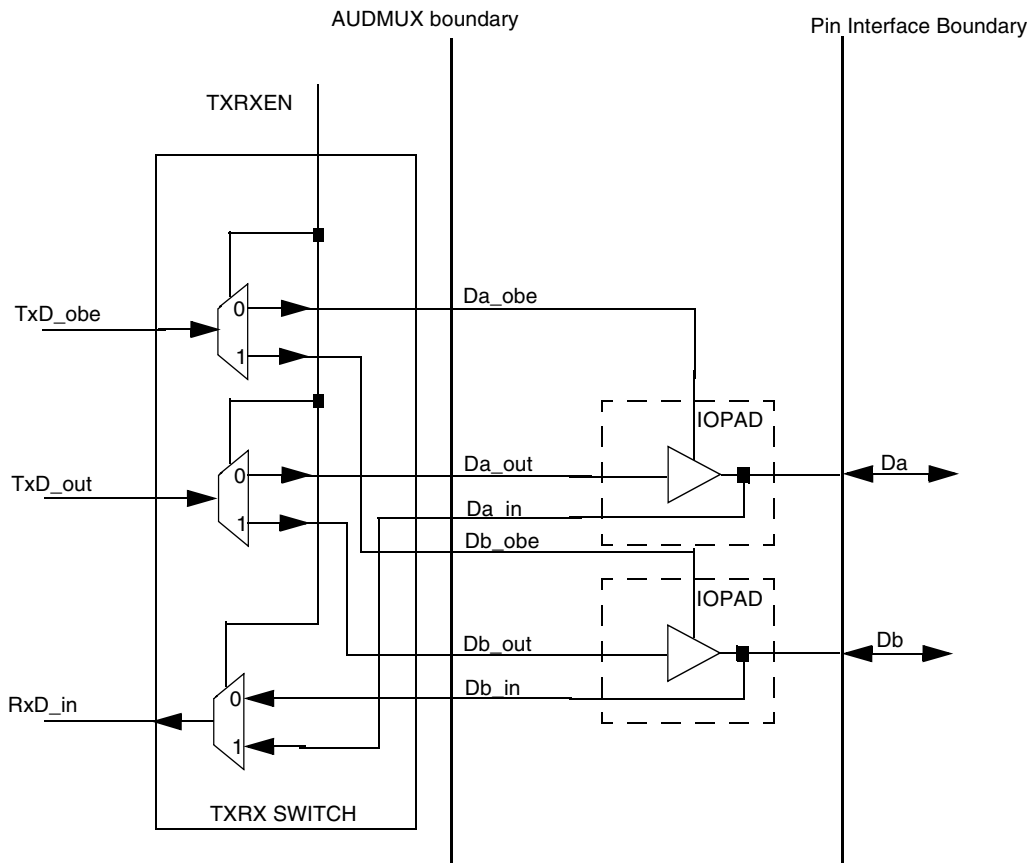 AUDMUX boundary
Pin Interface Boundary
TXRXEN
TxD_obe
0
1
Da_obe
IOPAD
TxD_out
0
1
Da_out
Da
Da_in
Db_obe
IOPAD
Db_out
Db
RxD_in
0
1
Db_in
TXRX SWITCH